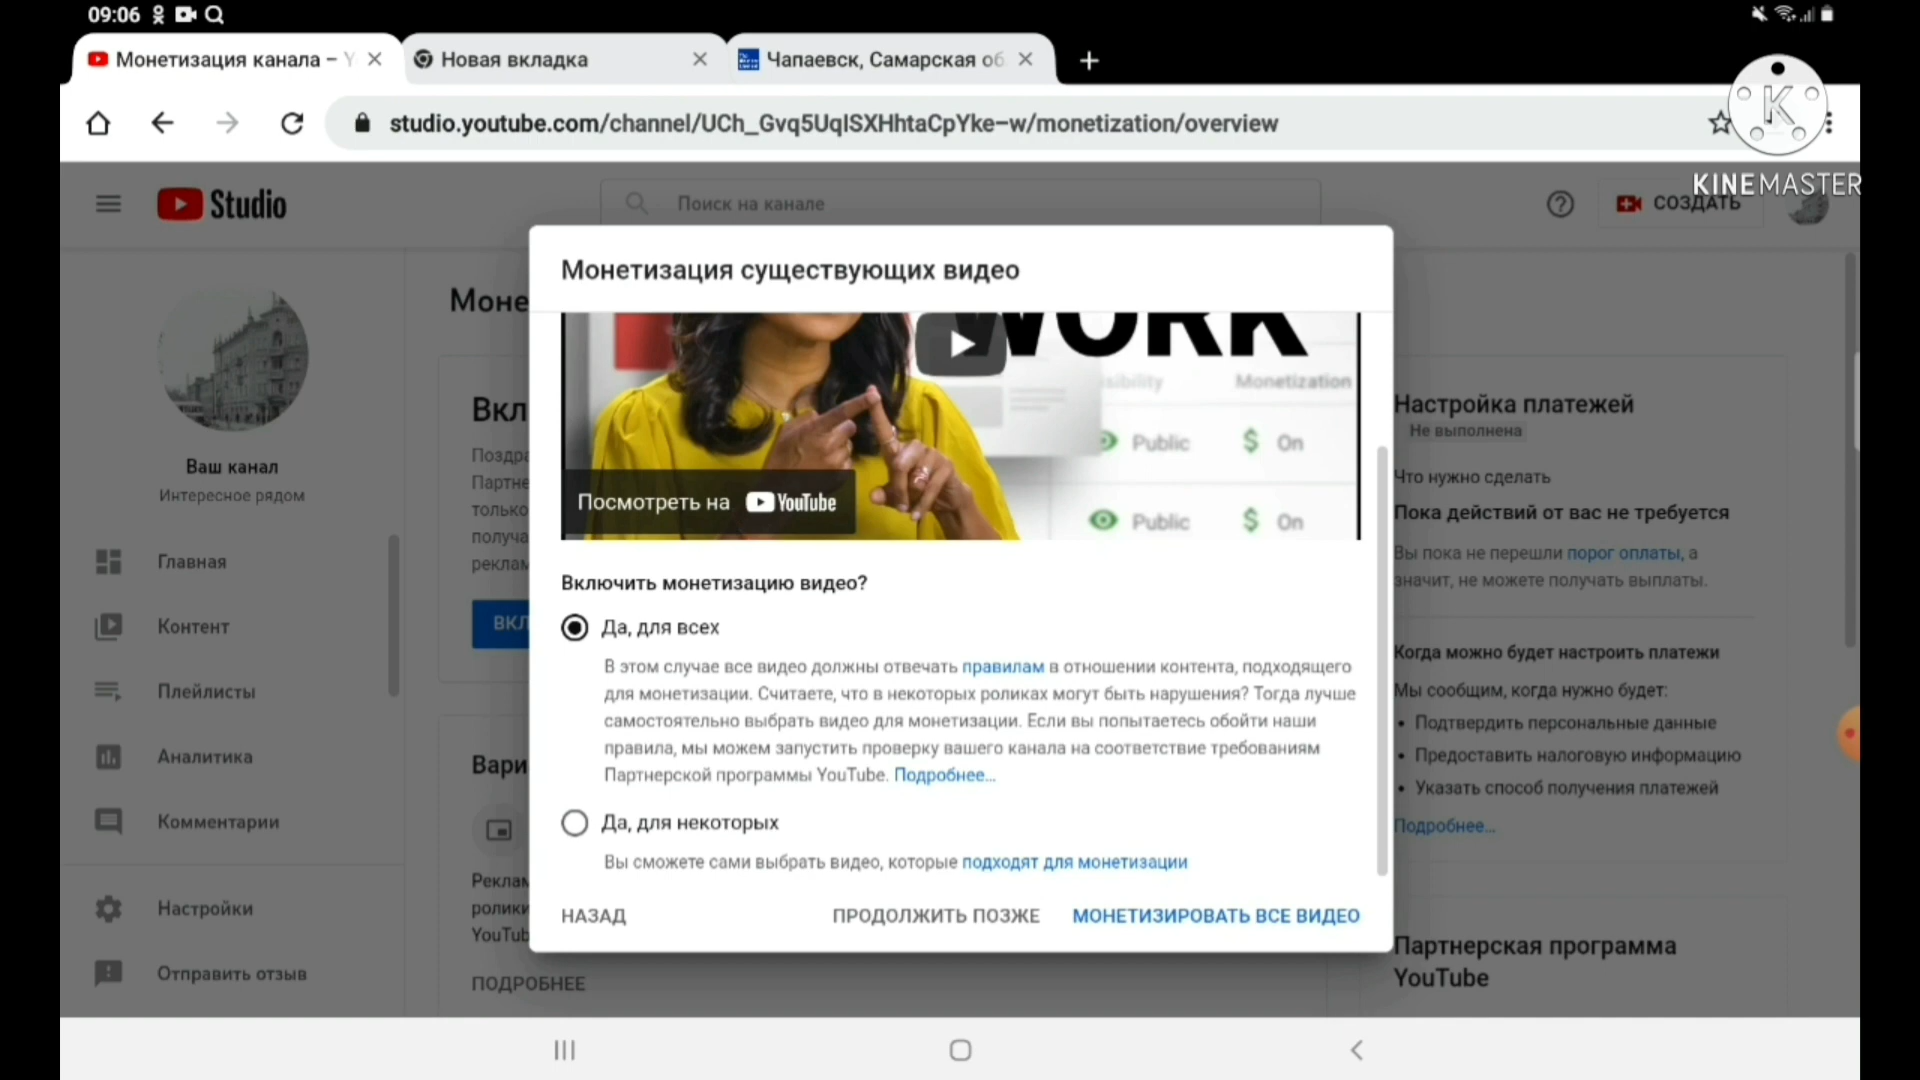 09:06
Монетизация канала – Y
Новая вкладка
Чапаевск, Самарская об
studio.youtube.com/channel/UCh_Gvq5UqISXHhtaCpYke-w/monetization/overview
K
KINEMASTER
Studio
Поиск на канале
СОЗДАТЬ
Ваш канал
Интересное рядом
Главная
Контент
Плейлисты
Аналитика
Комментарии
Настройки
Отправить отзыв
Моне
Вкл
Поздра
Партне
только
получа
реклам
ВКЛ
Вари
Реклам
ролики
YouTub
ПОДРОБНЕЕ
Монетизация существующих видео
WORK
Monetization
Public $ On
Public $ On
Посмотреть на YouTube
Включить монетизацию видео?
Да, для всех
В этом случае все видео должны отвечать правилам в отношении контента, подходящего
для монетизации. Считаете, что в некоторых роликах могут быть нарушения? Тогда лучше
самостоятельно выбрать видео для монетизации. Если вы попытаетесь обойти наши
правила, мы можем запустить проверку вашего канала на соответствие требованиям
Партнерской программы YouTube. Подробнее...
Да, для некоторых
Вы сможете сами выбрать видео, которые подходят для монетизации
НАЗАД
ПРОДОЛЖИТЬ ПОЗЖЕ
МОНЕТИЗИРОВАТЬ ВСЕ ВИДЕО
Настройка платежей
Не выполнена
Что нужно сделать
Пока действий от вас не требуется
Вы пока не перешли порог оплаты, а
значит, не можете получать выплаты.
Когда можно будет настроить платежи
Мы сообщим, когда нужно будет:
• Подтвердить персональные данные
• Предоставить налоговую информацию
• Указать способ получения платежей
Подробнее...
Партнерская программа
YouTube